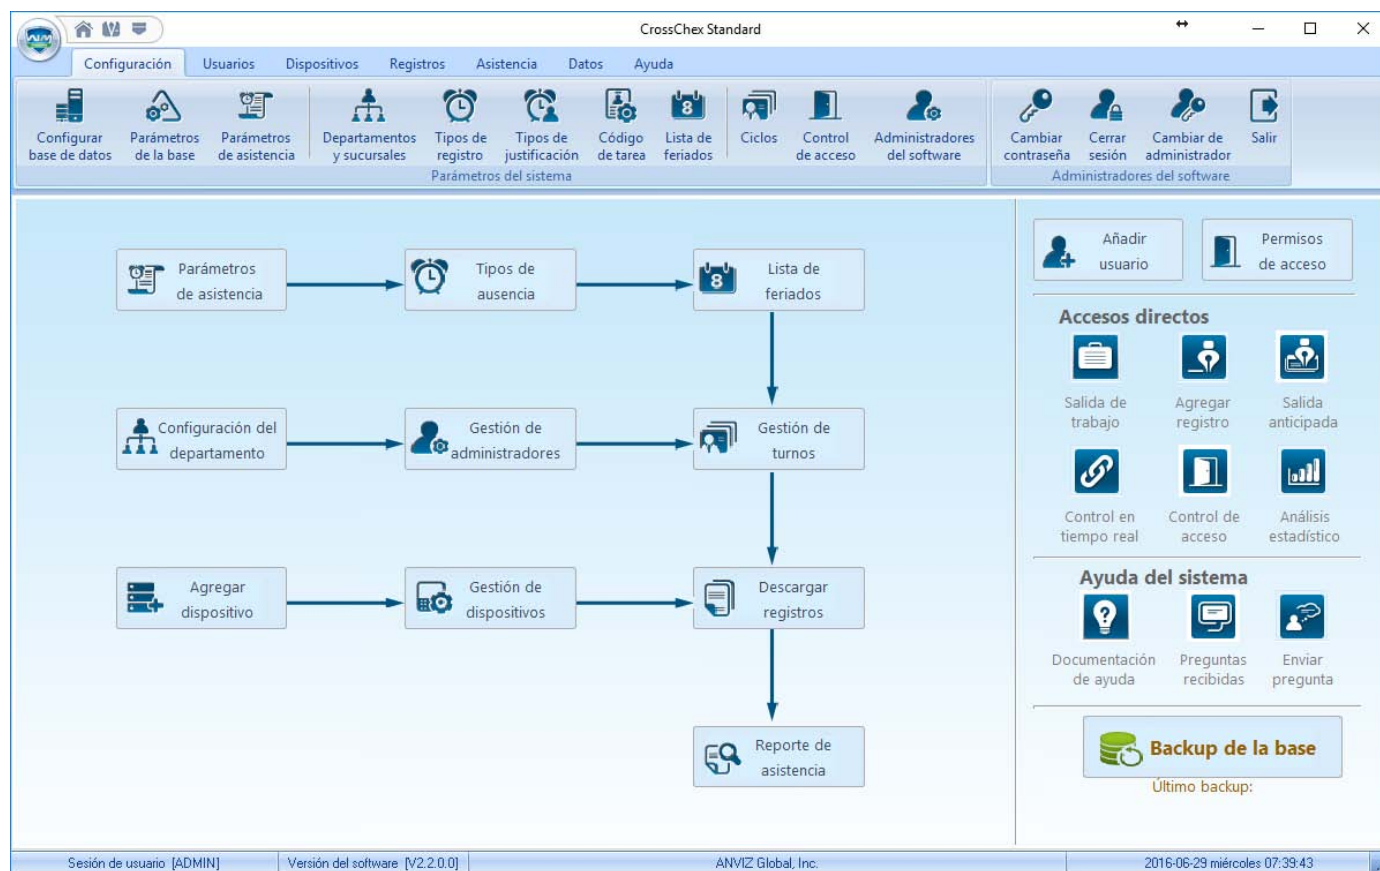 CrossChex Standard
Configuración Usuarios Dispositivos Registros Asistencia Datos Ayuda
Configurar
base de datos
Parámetros
de la base
Parámetros
de asistencia
Departamentos
y sucursales
Tipos de
registro
Tipos de
justificación
Código
de tarea
Lista de
feriados
Ciclos
Control
de acceso
Administradores
del software
Cambiar
contraseña
Cerrar
sesión
Cambiar de
administrador
Salir
Parámetros del sistema
Administradores del software
Parámetros
de asistencia
Tipos de
ausencia
8
Lista de
feriados
Configuración del
departamento
Gestión de
administradores
Gestión de
turnos
Agregar
dispositivo
Gestión de
dispositivos
Descargar
registros
Reporte de
asistencia
Añadir
usuario
Permisos
de acceso
Accesos directos
Salida de
trabajo
Agregar
registro
Salida
anticipada
Control en
tiempo real
Control de
acceso
Análisis
estadístico
Ayuda del sistema
Documentación
de ayuda
Preguntas
recibidas
Enviar
pregunta
Backup de la base
Último backup:
Sesión de usuario [ADMIN]
Versión del software [V2.2.0.0]
ANVIZ Global, Inc.
2016-06-29 miércoles 07:39:43